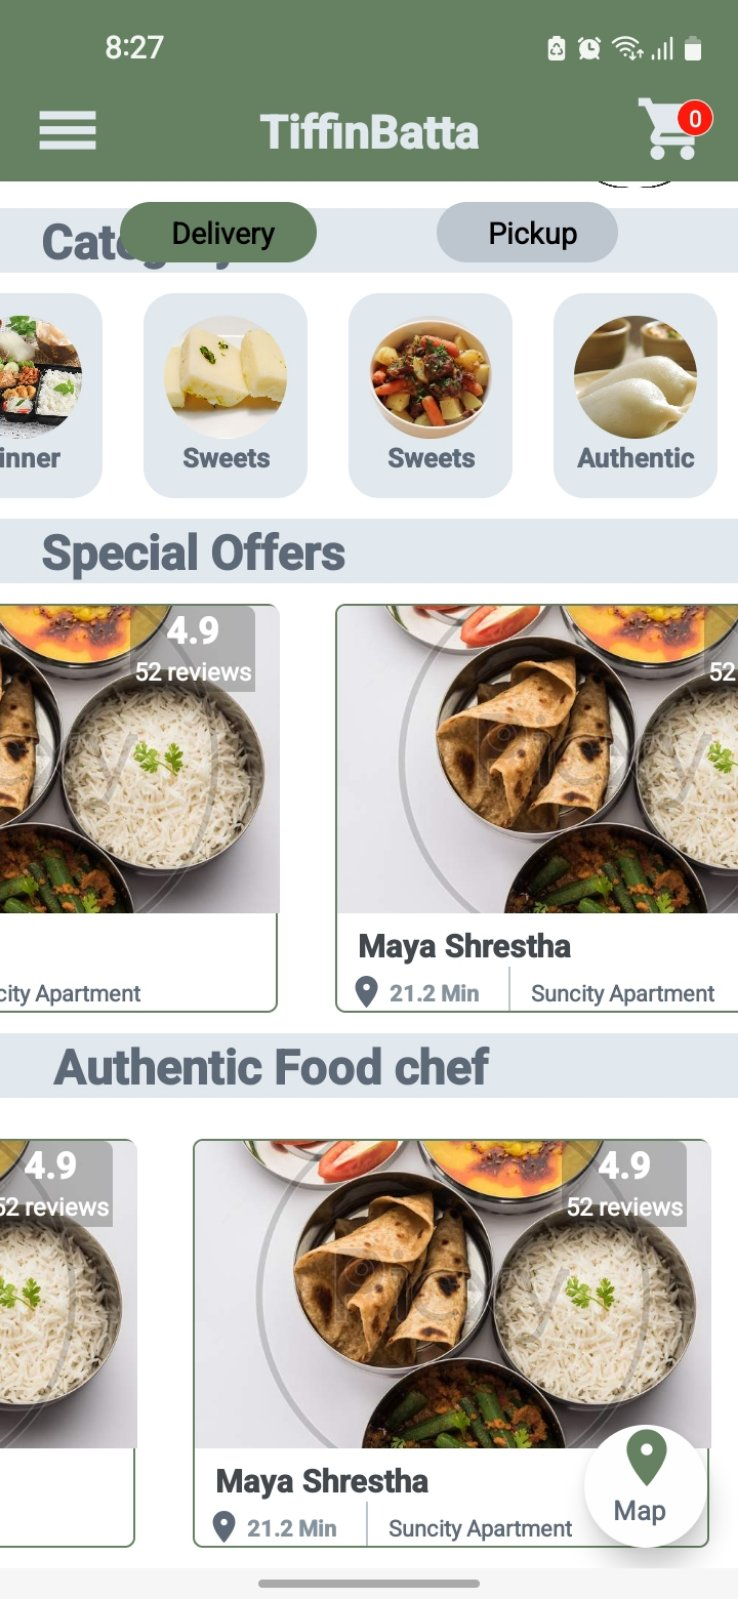 8:27
TiffinBatta
0
Delivery
Pickup
inner
Sweets
Sweets
Authentic
Special Offers
4.9
52 reviews
52
Maya Shrestha
city Apartment
21.2 Min
Suncity Apartment
Authentic Food chef
4.9
52 reviews
4.9
52 reviews
Maya Shrestha
21.2 Min
Suncity Apartment
Map